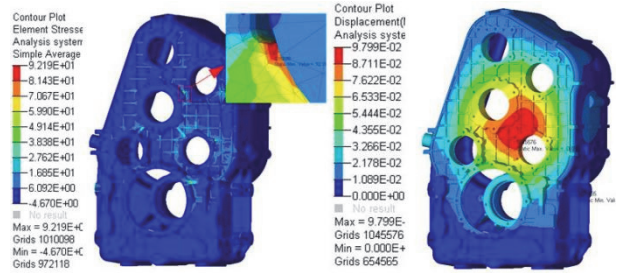 Contour Plot
Element Stresse
Analysis system
Simple Average
9.219E+01
8.143E+01
7.067E+01
5.990E+01
4.914E+01
3.838E+01
2.762E+01
1.685E+01
6.092E+00
-4.670E+00
No result
Max = 9.219E+0
Grids 1010098
Min = -4.670E+
Grids 972118
Contour Plot
Displacement(
Analysis syste
9.799E-02
8.711E-02
7.622E-02
6.533E-02
5.444E-02
4.355E-02
3.266E-02
2.178E-02
1.089E-02
0.000E+00
No result
Max = 9.799E-
Grids 1045576
Min = 0.000E+
Grids 654565